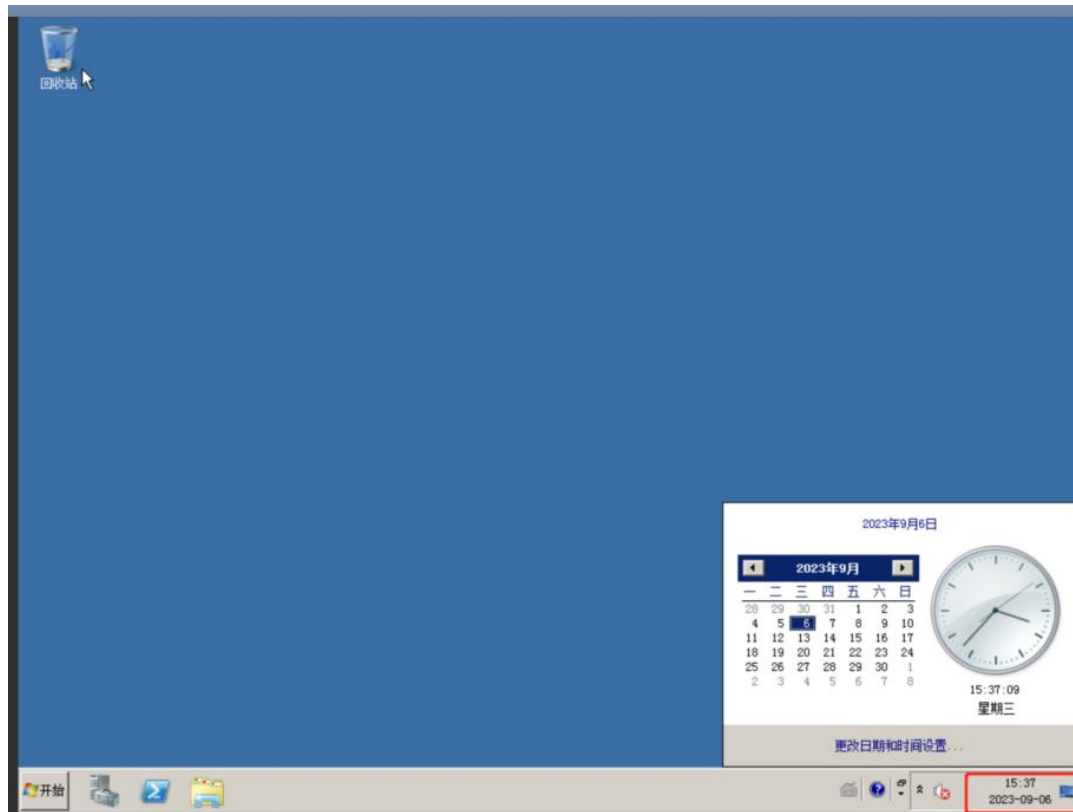 回收站
2023年9月6日
2023年9月
一 二 三 四 五 六 日
28 29 30 31 1 2 3
4 5 6 7 8 9 10
11 12 13 14 15 16 17
18 19 20 21 22 23 24
25 26 27 28 29 30 1
2 3 4 5 6 7 8
15:37:09
星期三
更改日期和时间设置...
开始
15:37
2023-09-06